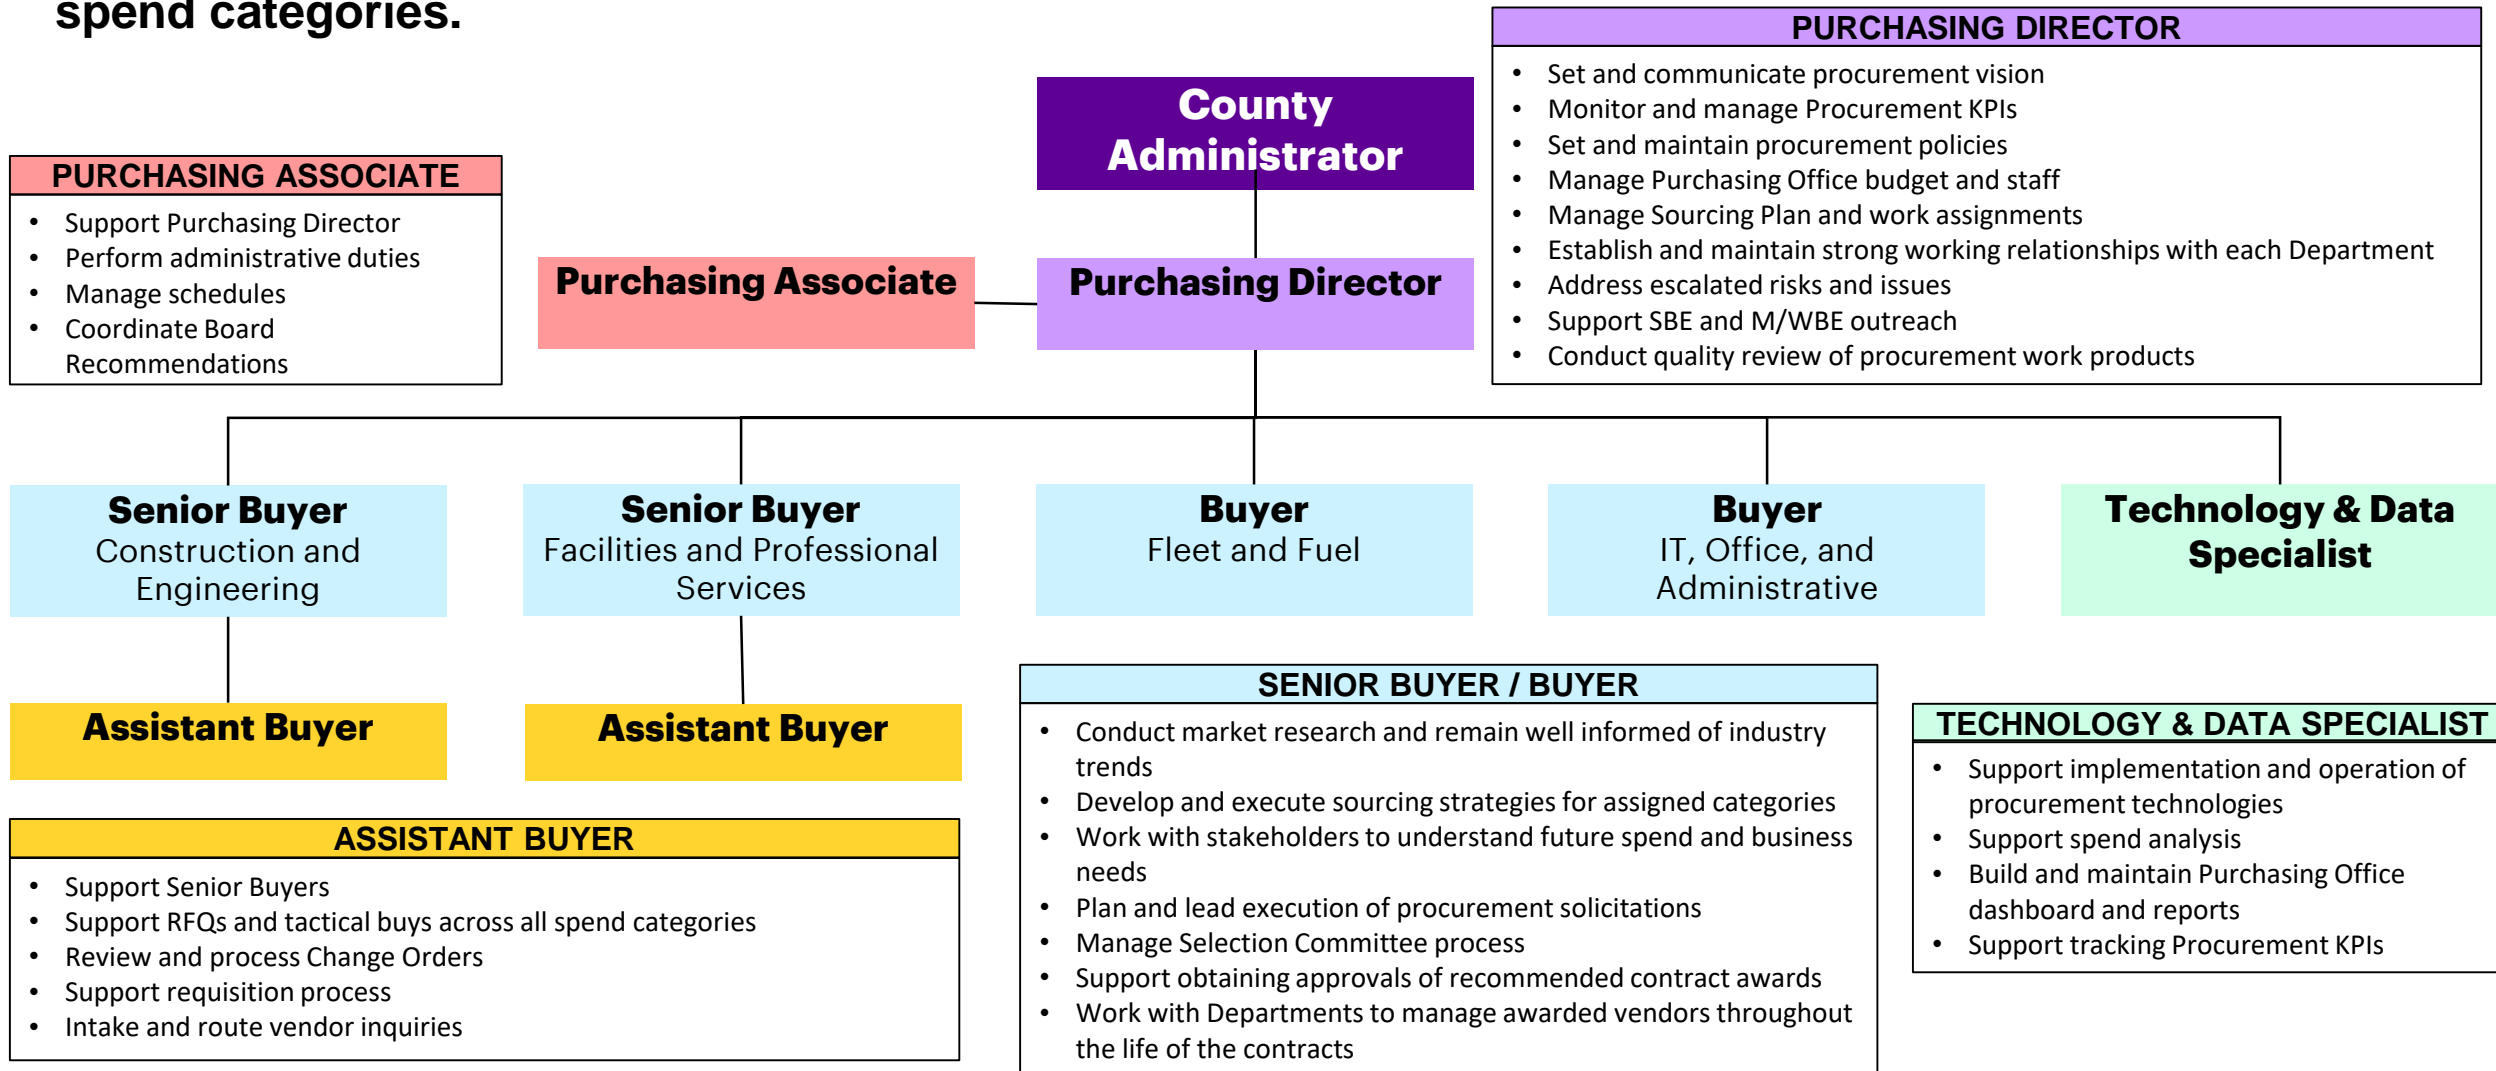 spend categories.
PURCHASING DIRECTOR
• Set and communicate procurement vision
• Monitor and manage Procurement KPIs
• Set and maintain procurement policies
• Manage Purchasing Office budget and staff
• Manage Sourcing Plan and work assignments
• Establish and maintain strong working relationships with each Department
• Address escalated risks and issues
• Support SBE and M/WBE outreach
• Conduct quality review of procurement work products
County
Administrator
PURCHASING ASSOCIATE
• Support Purchasing Director
• Perform administrative duties
• Manage schedules
• Coordinate Board
Recommendations
Purchasing Associate
Purchasing Director
Senior Buyer
Construction and
Engineering
Senior Buyer
Facilities and Professional
Services
Buyer
Fleet and Fuel
Buyer
IT, Office, and
Administrative
Technology & Data
Specialist
Assistant Buyer
Assistant Buyer
ASSISTANT BUYER
• Support Senior Buyers
• Support RFQs and tactical buys across all spend categories
• Review and process Change Orders
• Support requisition process
• Intake and route vendor inquiries
SENIOR BUYER / BUYER
• Conduct market research and remain well informed of industry
trends
• Develop and execute sourcing strategies for assigned categories
• Work with stakeholders to understand future spend and business
needs
• Plan and lead execution of procurement solicitations
• Manage Selection Committee process
• Support obtaining approvals of recommended contract awards
• Work with Departments to manage awarded vendors throughout
the life of the contracts
TECHNOLOGY & DATA SPECIALIST
• Support implementation and operation of
procurement technologies
• Support spend analysis
• Build and maintain Purchasing Office
dashboard and reports
• Support tracking Procurement KPIs